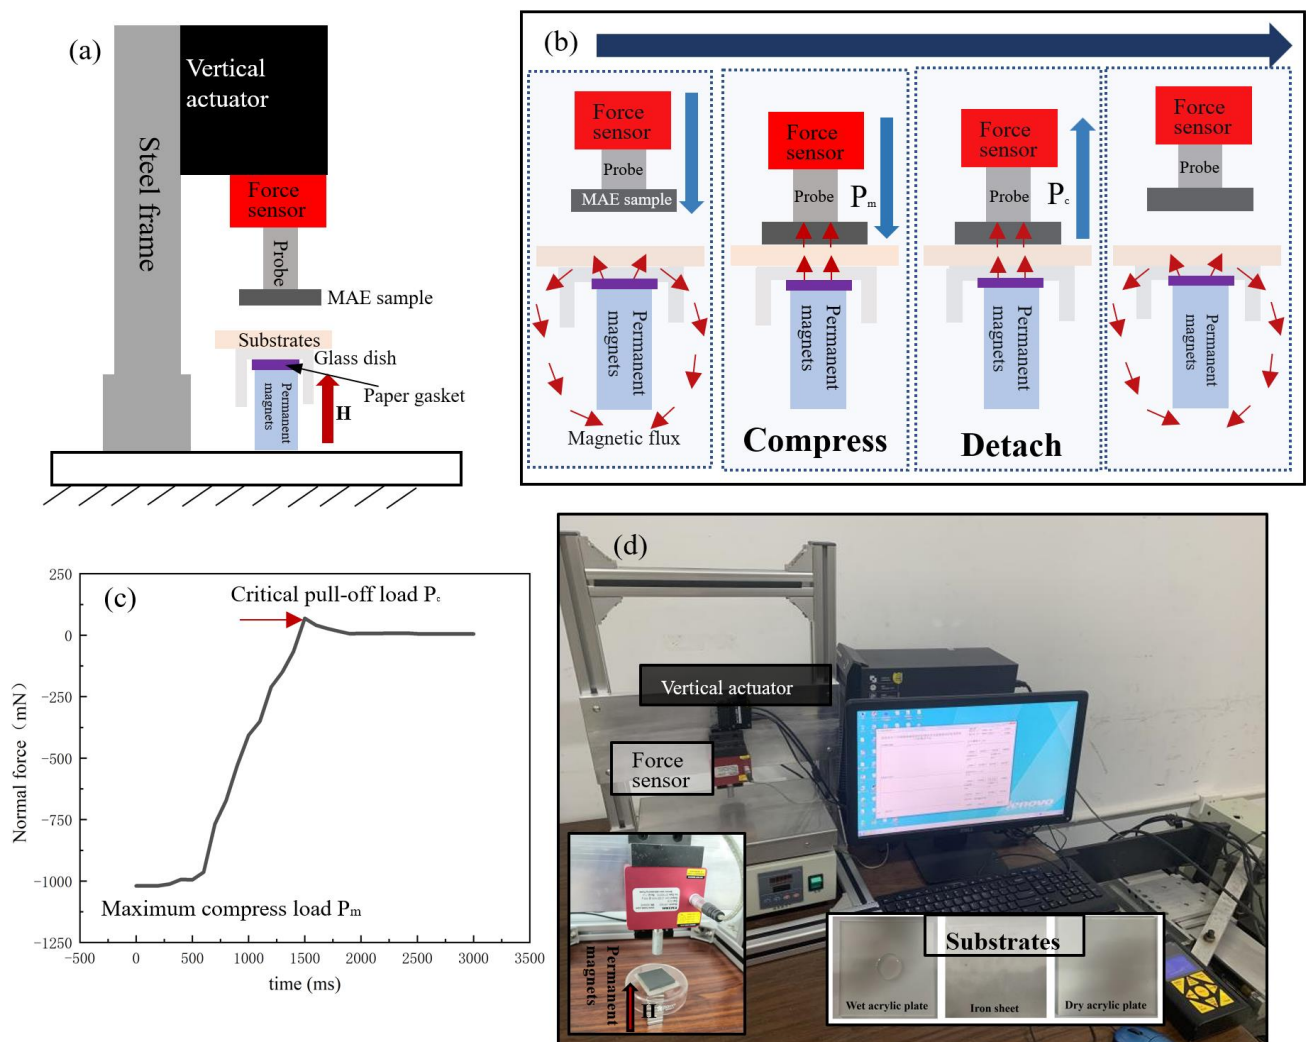 (a)
Vertical
actuator
Steel frame
Force
sensor
Probe
MAE sample
Substrates
Glass dish
Paper gasket
Permanent
magnets
H
(b)
Force
sensor
Probe
MAE sample
Permanent
magnets
Magnetic flux
Force
sensor
Probe
Pm
Permanent
magnets
Compress
Force
sensor
Probe
Pc
Permanent
magnets
Detach
Force
sensor
Permanent
magnets
(c)
Critical pull-off load Pc
Maximum compress load Pm
Normal force (mN)
250
0
-250
-500
-750
-1000
-1250
-500
0
500
1000
1500
2000
2500
3000
3500
time (ms)
(d)
Vertical actuator
Force
sensor
Permanent
magnets
H
lenovo
DELL
Substrates
Wet acrylic plate
Iron sheet
Dry acrylic plate